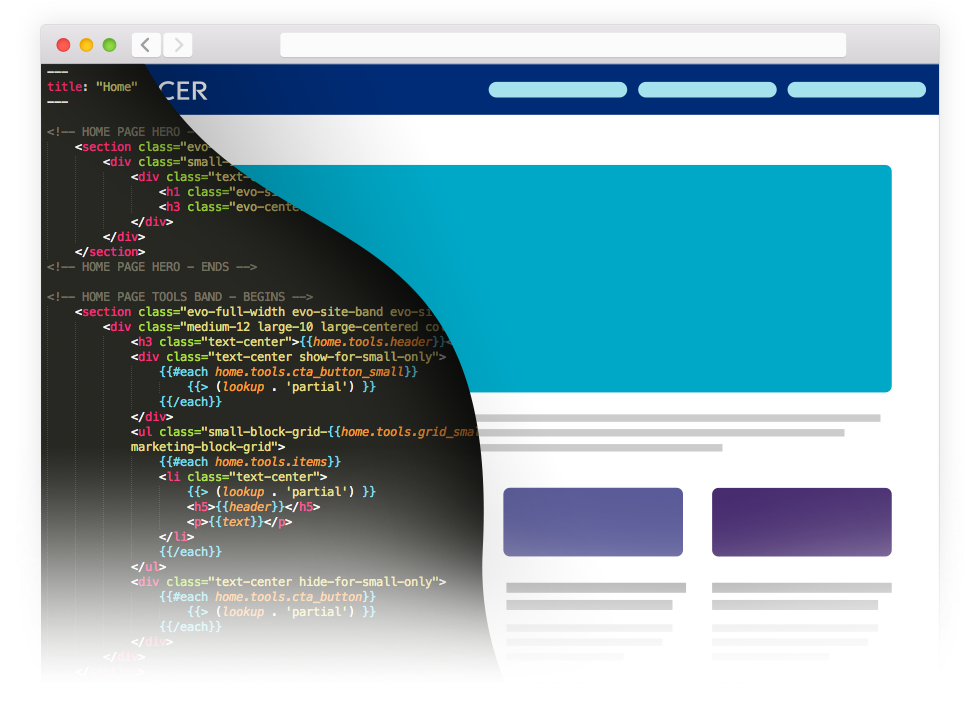 ---
title: "Home"
CER
---
<!-- HOME PAGE HERO -
<section class="evo-
<div class="small-
<div class="text-
<h1 class="evo-si
<h3 class="evo-cente
</div>
</div>
</section>
<!-- HOME PAGE HERO - ENDS -->
<!-- HOME PAGE TOOLS BAND - BEGINS -->
<section class="evo-full-width evo-site-band evo-si
<div class="medium-12 large-10 large-centered co
<h3 class="text-center">{{home.tools.header}}<
<div class="text-center show-for-small-only">
{{#each home.tools.cta_button_small}}
{{> (lookup . 'partial') }}
{{/each}}
</div>
<ul class="small-block-grid-{{home.tools.grid_sma
marketing-block-grid">
{{#each home.tools.items}}
<li class="text-center">
{{> (lookup . 'partial') }}
<h5>{{header}}</h5>
<p>{{text}}</p>
</li>
{{/each}}
</ul>
<div class="text-center hide-for-small-only">
{{#each home.tools.cta_button}}
{{> (lookup . 'partial') }}
{{/each}}
</div>
</div>